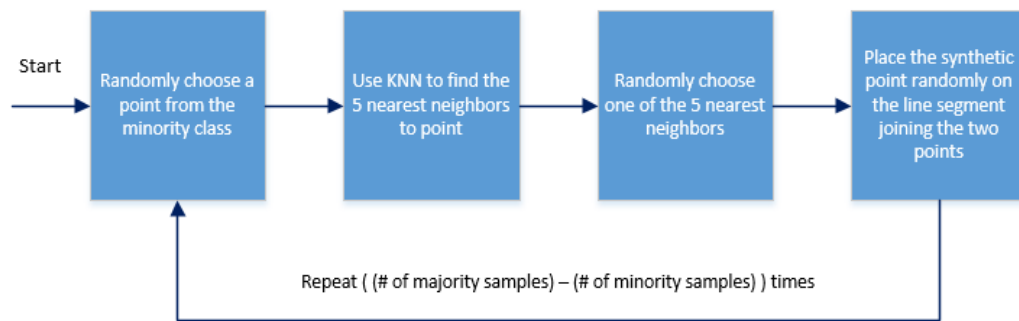 Start
Randomly choose a
point from the
minority class
Use KNN to find the
5 nearest neighbors
to point
Randomly choose
one of the 5 nearest
neighbors
Place the synthetic
point randomly on
the line segment
joining the two
points
Repeat ( (# of majority samples) – (# of minority samples) ) times